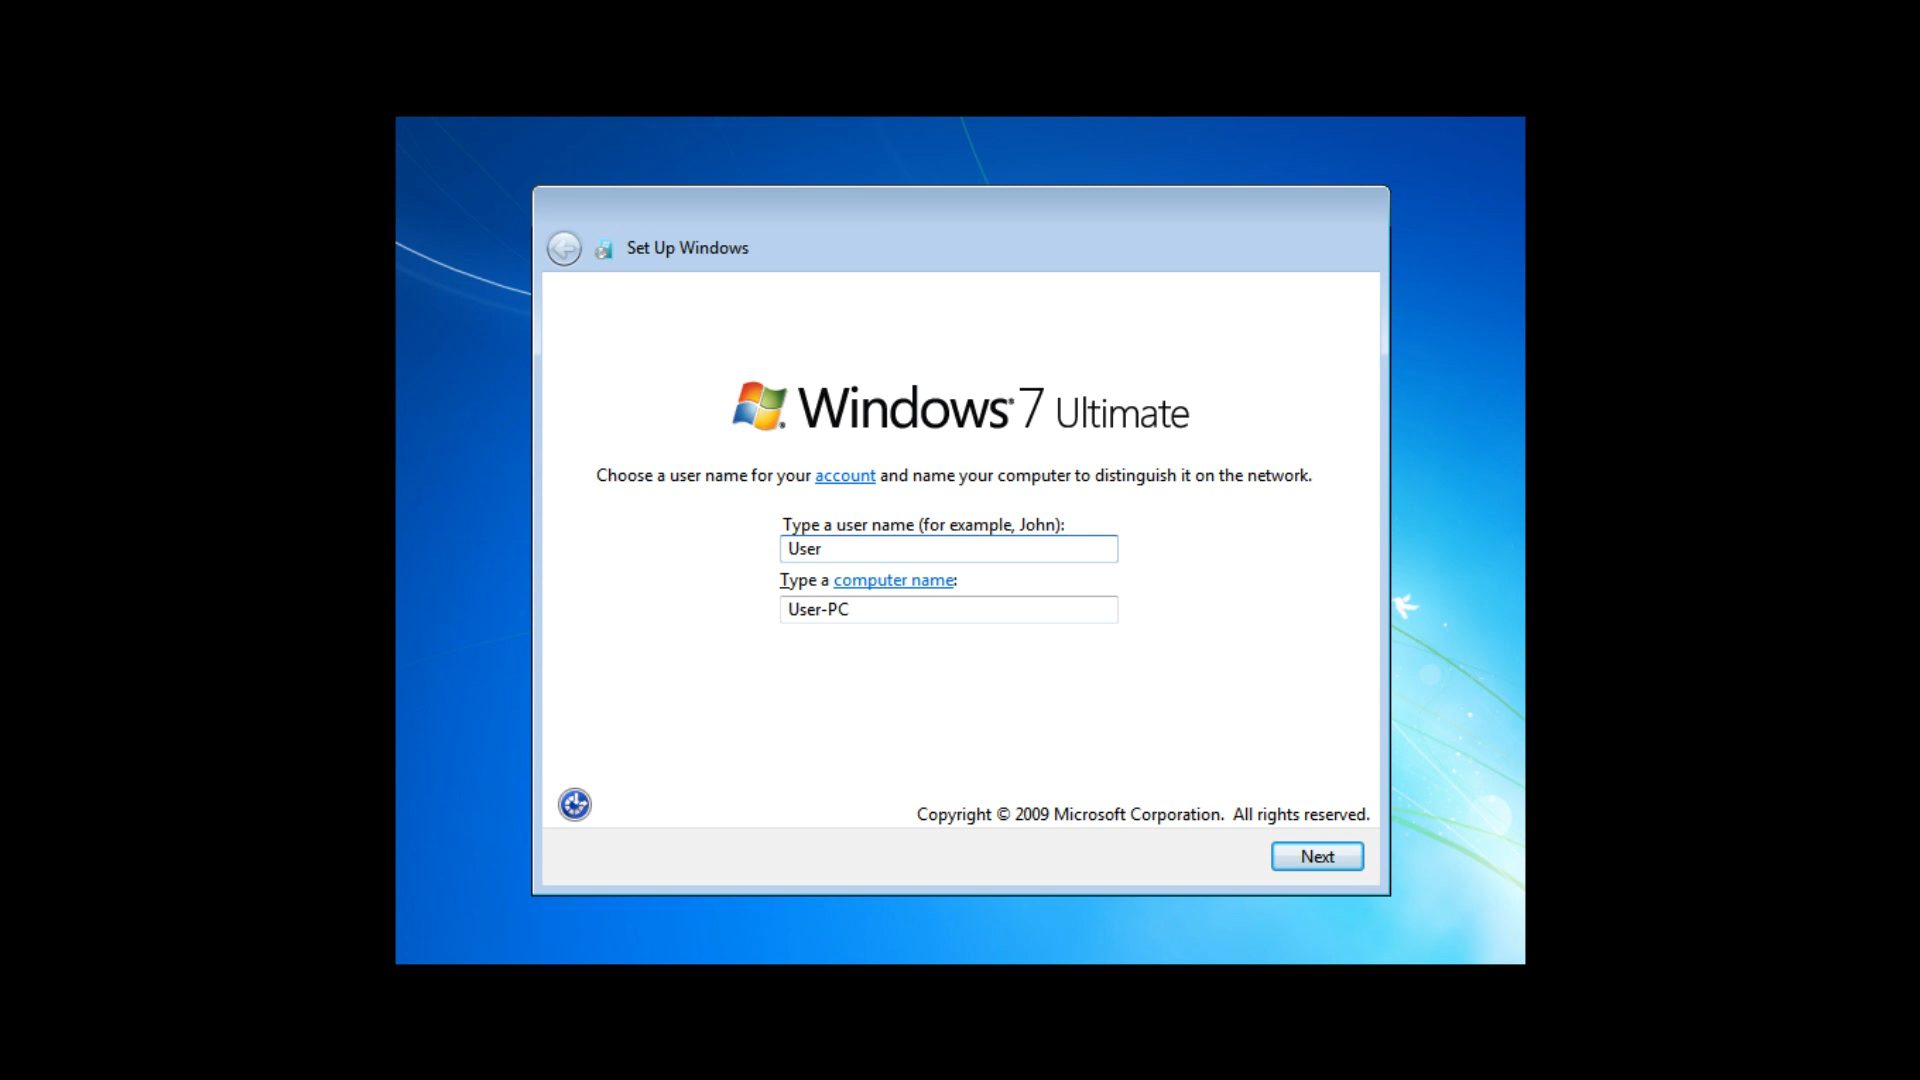 Set Up Windows
Windows® 7 Ultimate
Choose a user name for your account and name your computer to distinguish it on the network.
Type a user name (for example, John):
User
Type a computer name:
User-PC
Copyright © 2009 Microsoft Corporation. All rights reserved.
Next